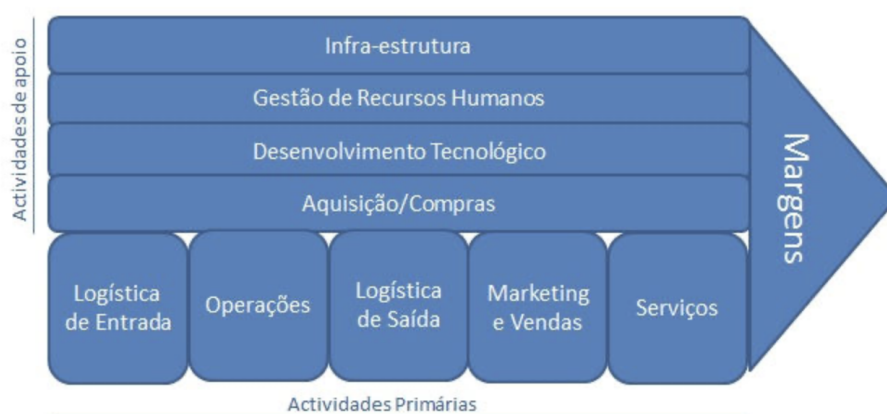 Actividades de apoio
Infra-estrutura
Gestão de Recursos Humanos
Desenvolvimento Tecnológico
Aquisição/Compras
Logística
de Entrada
Operações
Logística
de Saída
Marketing
e Vendas
Serviços
Margens
Actividades Primárias